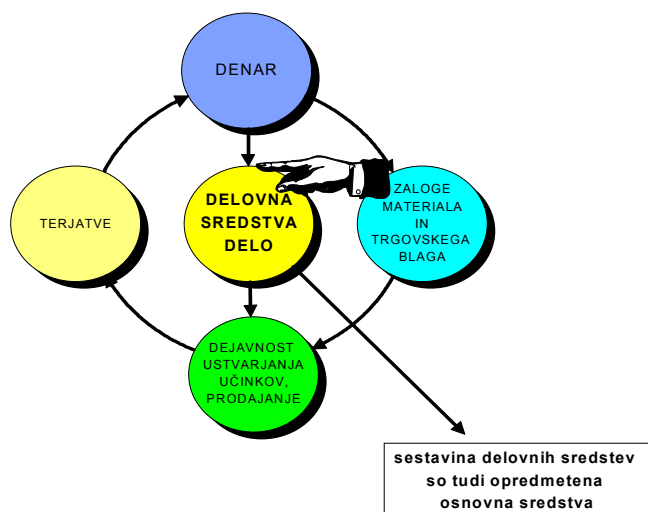 DENAR
TERJATVE
DELOVNA
SREDSTVA
DELO
ZALOGE
MATERIALA
IN
TRGOVSKEGA
BLAGA
DEJAVNOST
USTVARJANJA
UČINKOV,
PRODAJANJE
sestavina delovnih sredstev
so tudi opredmetena
osnovna sredstva